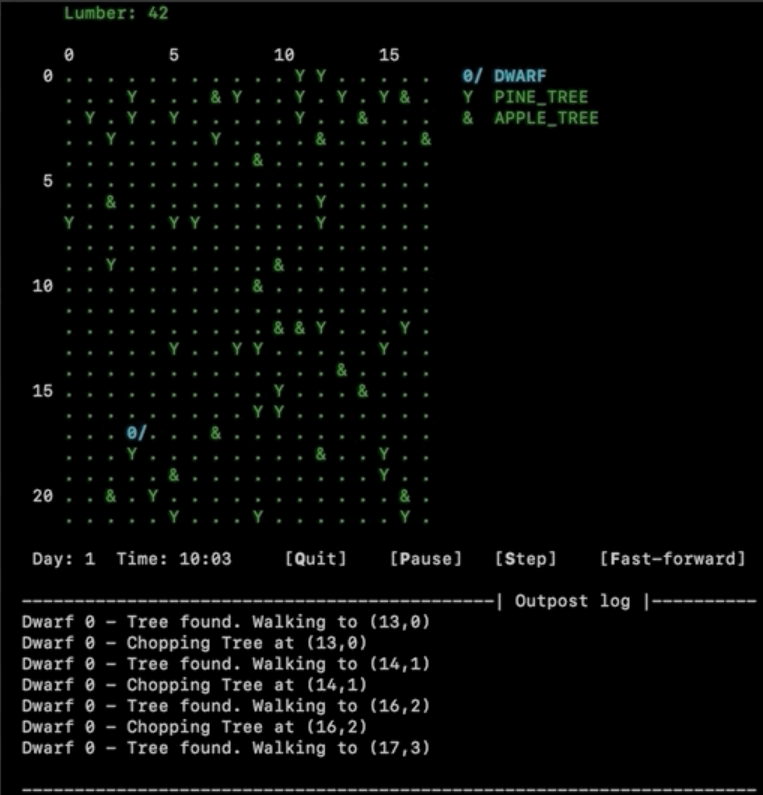 Lumber: 42
0 5 10 15
0 . . . . . . . . . . . Y Y . . . . . 0/ DWARF
. . . Y . . . & Y . . Y . Y . Y & . Y PINE_TREE
. Y . Y . Y . . . . . Y . . & . . . & APPLE_TREE
. . Y . . . . Y . . . . & . . . . &
. . . . . . . . . & . . . . . . . .
5 . . . . . . . . . . . . . . . . . .
. . & . . . . . . . . . Y . . . . .
Y . . . . Y Y . . . . . Y . . . . .
. . . . . . . . . . . . . . . . . .
. . Y . . . . . . . & . . . . . . .
10 . . . . . . . . . & . . . . . . . .
. . . . . . . . . . . . . . . . . .
. . . . . . . . . . & & Y . . . Y .
. . . . . Y . . Y Y . . . . . Y . .
. . . . . . . . . . . . . & . . . .
15 . . . . . . . . . . Y . . . & . . .
. . . . . . . . . Y Y . . . . . . .
. . . 0/. . . & . . . . . . . . . .
. . . Y . . . . . . . . & . . Y . .
. . . . . & . . . . . . . . . Y . .
20 . . & . Y . . . . . . . . . . . & .
. . . . . Y . . . Y . . . . . . Y .
Day: 1 Time: 10:03 [Quit] [Pause] [Step] [Fast-forward]
| Outpost log |
Dwarf 0 – Tree found. Walking to (13,0)
Dwarf 0 – Chopping Tree at (13,0)
Dwarf 0 – Tree found. Walking to (14,1)
Dwarf 0 – Chopping Tree at (14,1)
Dwarf 0 – Tree found. Walking to (16,2)
Dwarf 0 – Chopping Tree at (16,2)
Dwarf 0 – Tree found. Walking to (17,3)